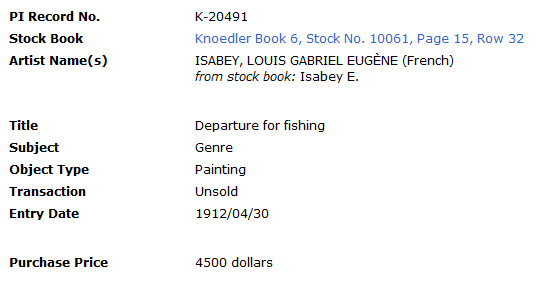 PI Record No. K-20491
Stock Book Knoedler Book 6, Stock No. 10061, Page 15, Row 32
Artist Name(s) ISABEY, LOUIS GABRIEL EUGÈNE (French)
from stock book: Isabey E.
Title Departure for fishing
Subject Genre
Object Type Painting
Transaction Unsold
Entry Date 1912/04/30
Purchase Price 4500 dollars